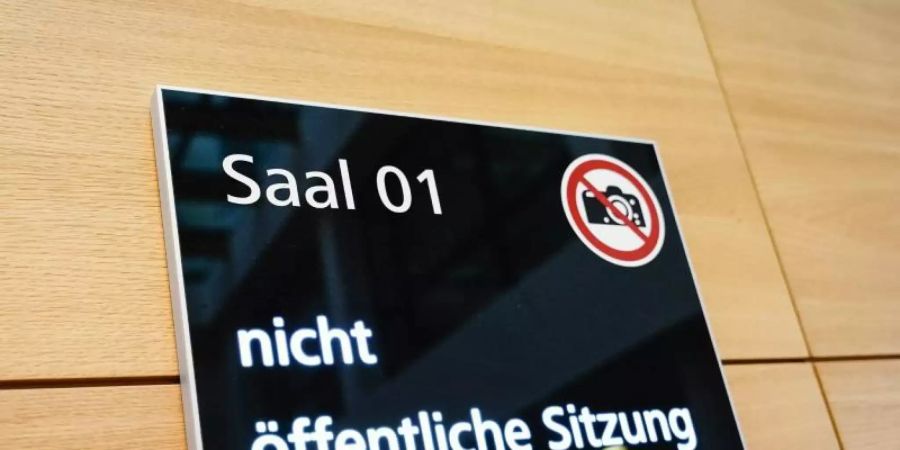 Saal 01
nicht
öffentliche Sitzung